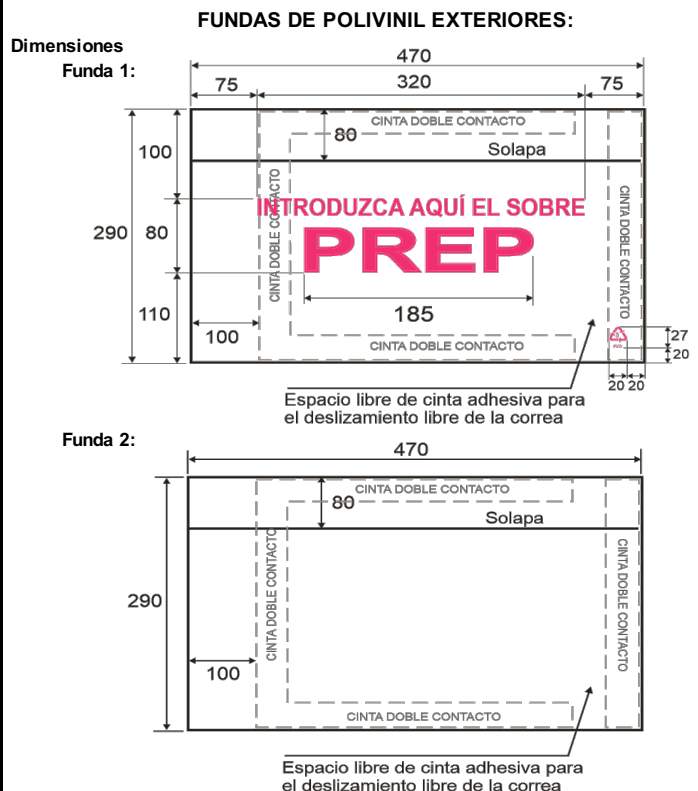 FUNDAS DE POLIVINIL EXTERIORES:
Dimensiones
Funda 1:
470
75
320
75
CINTA DOBLE CONTACTO
80
100
Solapa
CINTA DOBLE CONTACTO
CINTA DOBLE CONTACTO
INTRODUZCA AQUÍ EL SOBRE
290
80
PREP
185
110
100
CINTA DOBLE CONTACTO
27
20
20
20
Espacio libre de cinta adhesiva para
el deslizamiento libre de la correa
Funda 2:
470
CINTA DOBLE CONTACTO
80
Solapa
CINTA DOBLE CONTACTO
CINTA DOBLE CONTACTO
290
100
CINTA DOBLE CONTACTO
Espacio libre de cinta adhesiva para
el deslizamiento libre de la correa